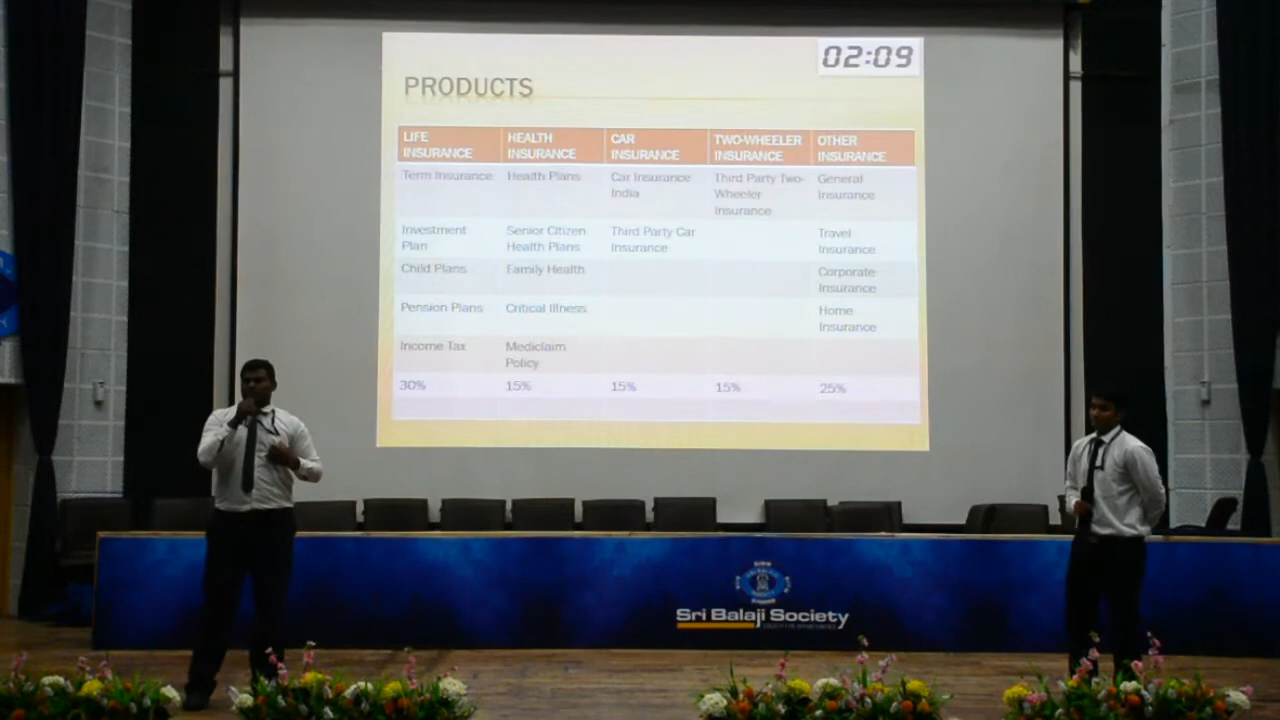 02:09
PRODUCTS
LIFE INSURANCE
HEALTH INSURANCE
CAR INSURANCE
TWO-WHEELER INSURANCE
OTHER INSURANCE
Term Insurance
Health Plans
Car Insurance India
Third Party Two-Wheeler Insurance
General Insurance
Investment Plan
Senior Citizen Health Plans
Third Party Car Insurance
Travel Insurance
Child Plans
Family Health
Corporate Insurance
Pension Plans
Critical Illness
Home Insurance
Income Tax
Mediclaim Policy
30%
15%
15%
15%
25%
Sri Balaji Society